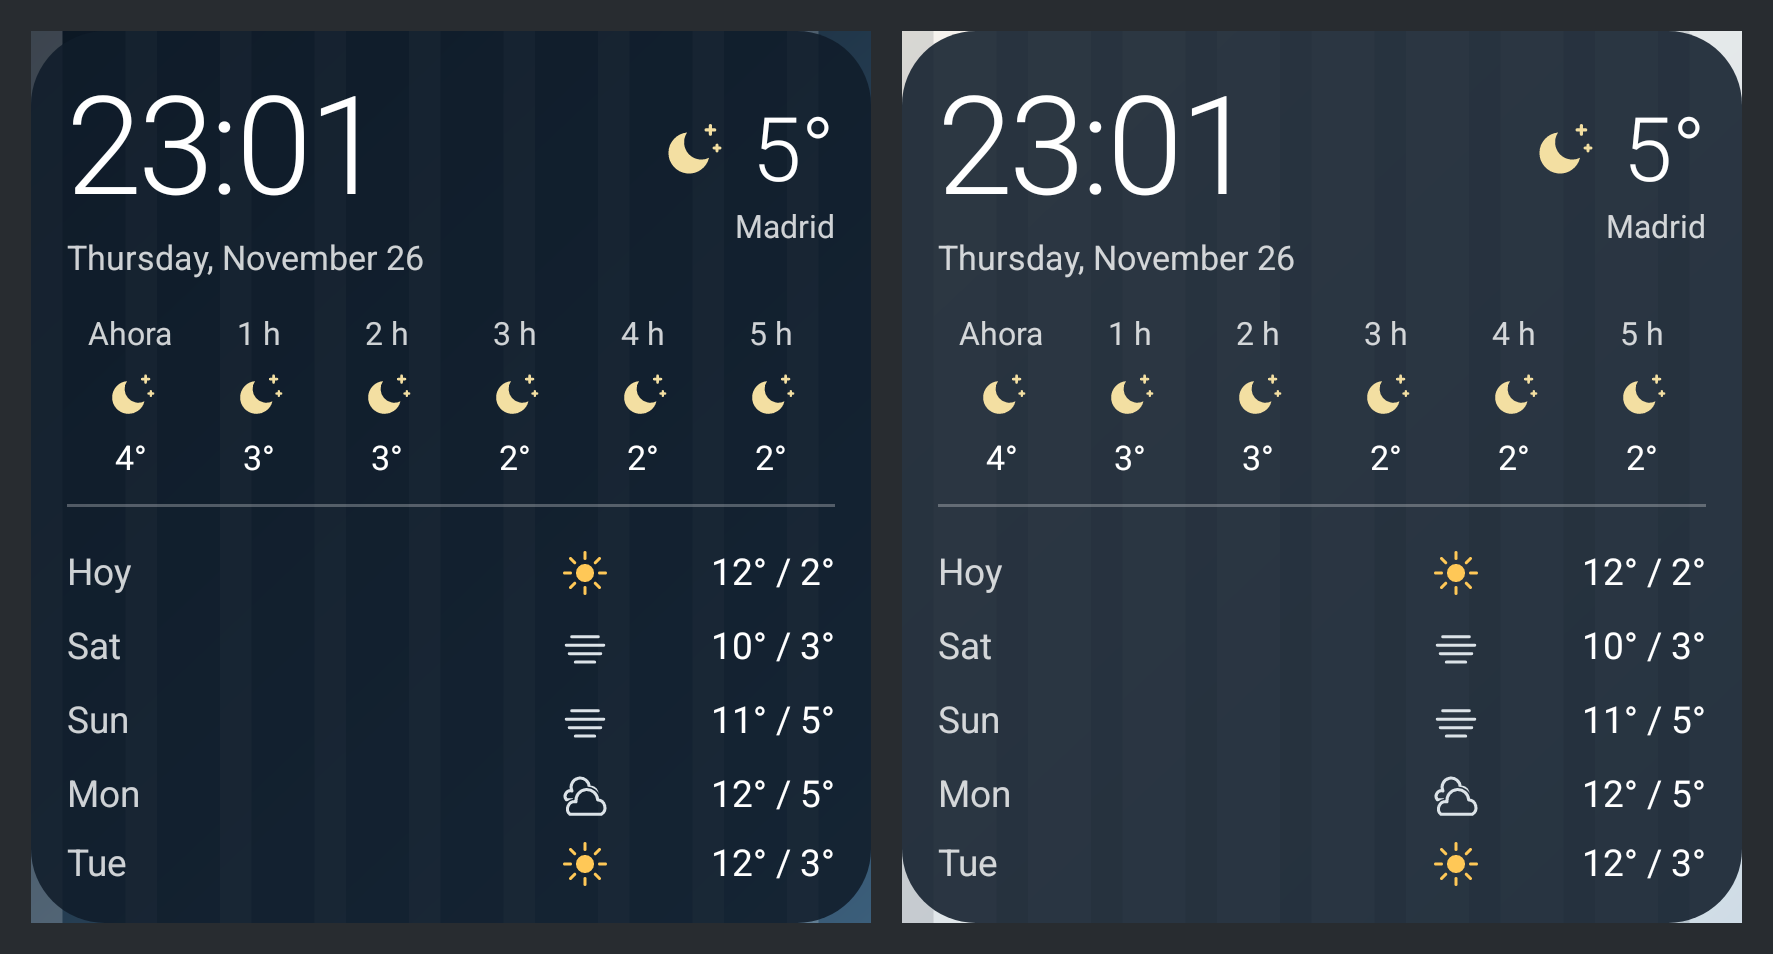 23:01
5°
Madrid
Thursday, November 26
Ahora 1 h 2 h 3 h 4 h 5 h
4° 3° 3° 2° 2° 2°
Hoy 12° / 2°
Sat 10° / 3°
Sun 11° / 5°
Mon 12° / 5°
Tue 12° / 3°
23:01
5°
Madrid
Thursday, November 26
Ahora 1 h 2 h 3 h 4 h 5 h
4° 3° 3° 2° 2° 2°
Hoy 12° / 2°
Sat 10° / 3°
Sun 11° / 5°
Mon 12° / 5°
Tue 12° / 3°